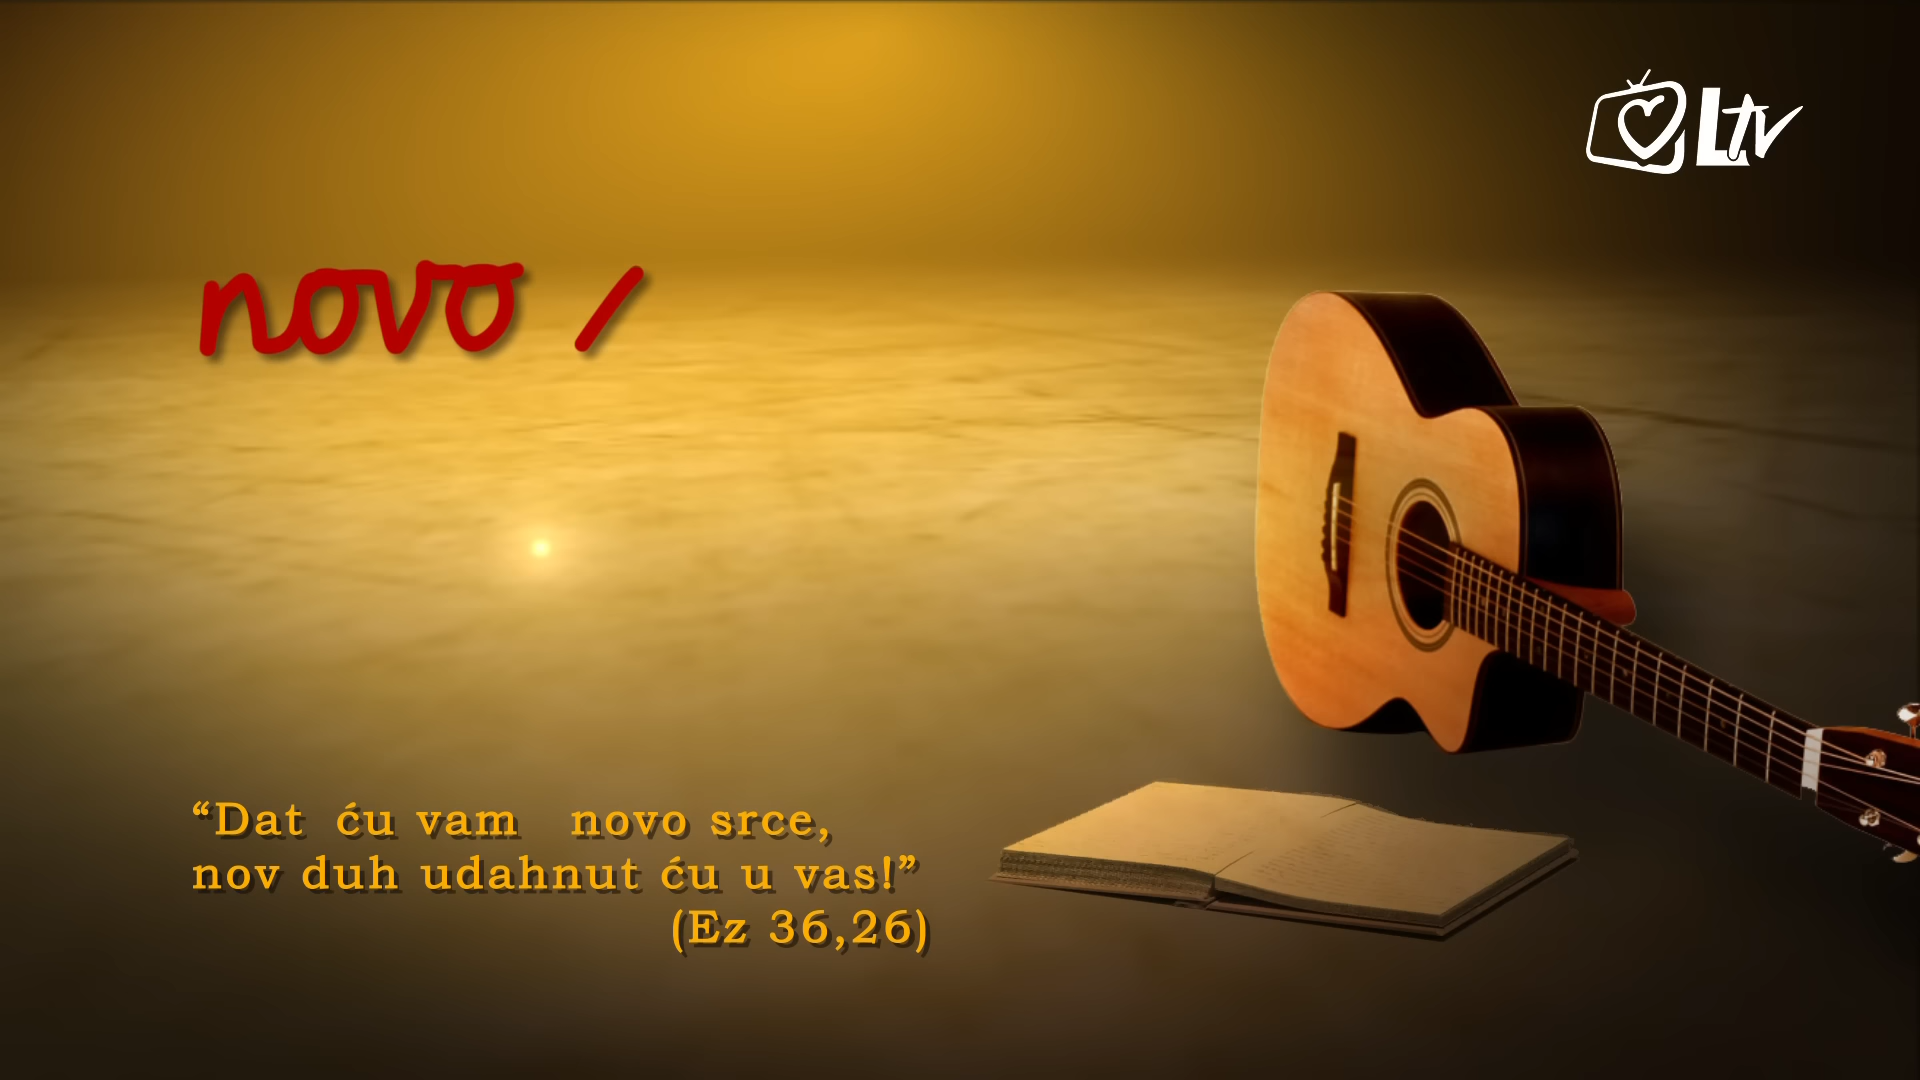 LTV
novo /
“Dat ću vam novo srce,
nov duh udahnut ću u vas!”
(Ez 36,26)